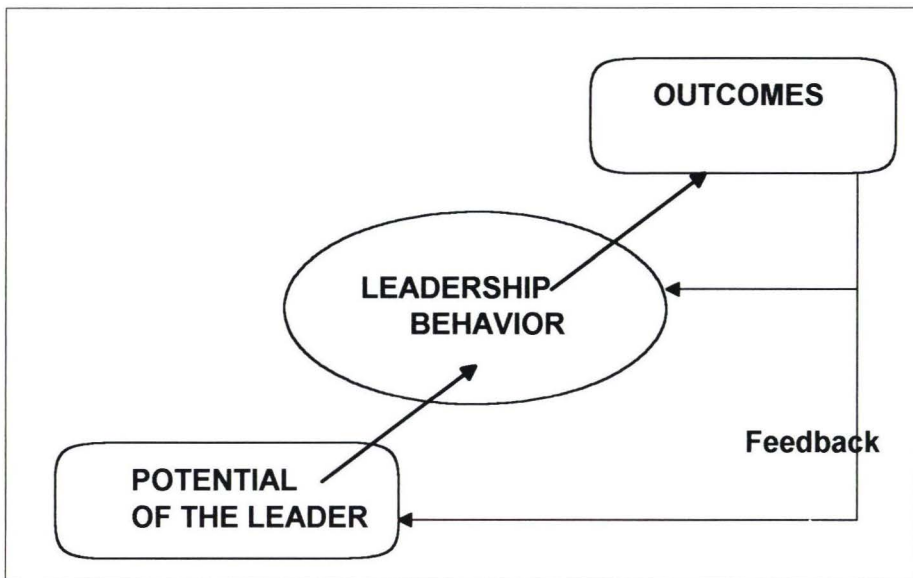 OUTCOMES
LEADERSHIP
BEHAVIOR
Feedback
POTENTIAL
OF THE LEADER